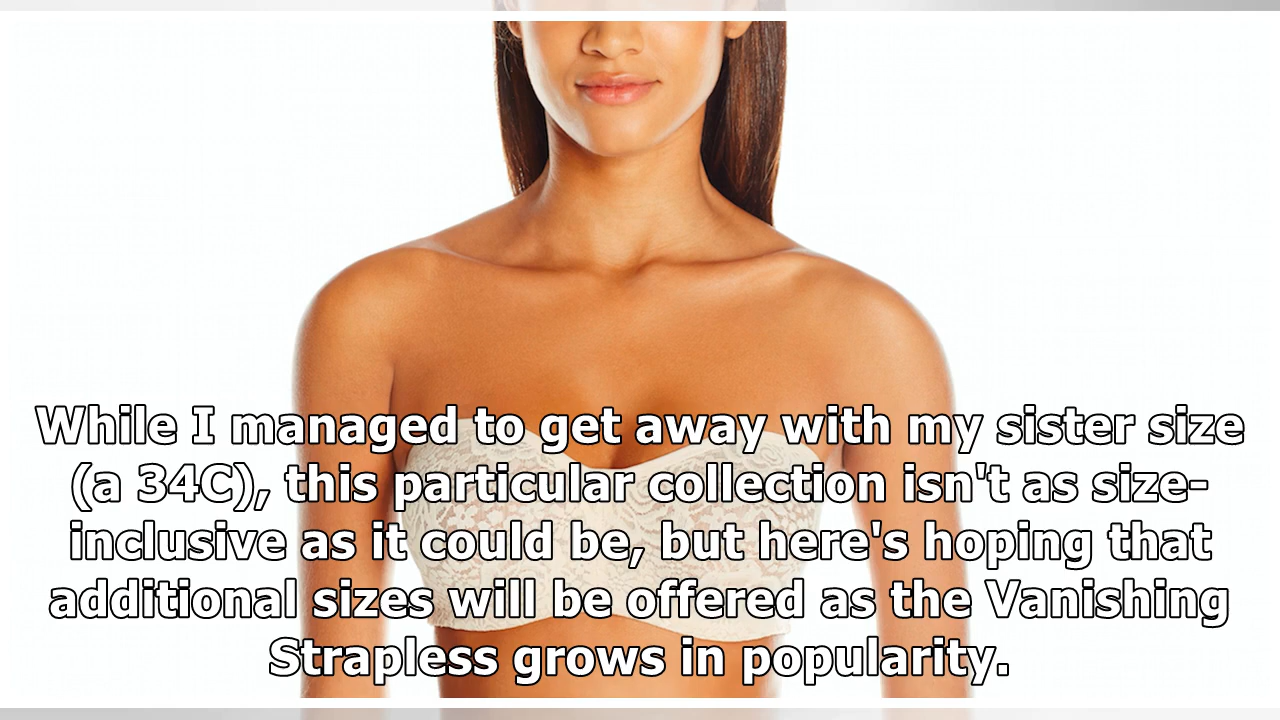 While I managed to get away with my sister size
(a 34C), this particular collection isn't as size-
inclusive as it could be, but here's hoping that
additional sizes will be offered as the Vanishing
Strapless grows in popularity.